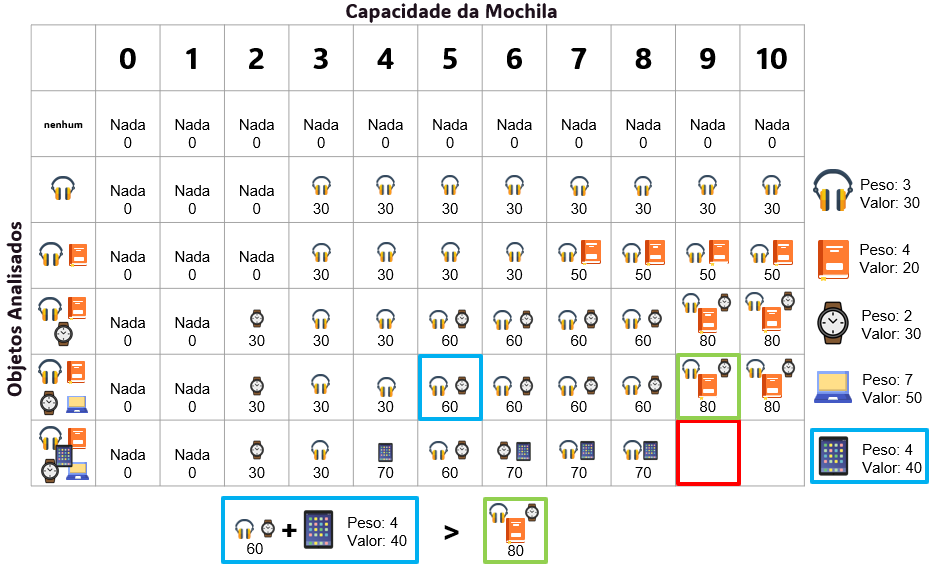 Capacidade da Mochila
0 1 2 3 4 5 6 7 8 9 10
Objetos Analisados
nenhum
Nada Nada Nada Nada Nada Nada Nada Nada Nada Nada Nada
0 0 0 0 0 0 0 0 0 0 0
Nada Nada Nada
0 0 0 30 30 30 30 30 30 30 30
Peso: 3
Valor: 30
Nada Nada Nada
0 0 0 30 30 30 30 50 50 50 50
Peso: 4
Valor: 20
Nada Nada
0 0 30 30 30 60 60 60 60 80 80
Peso: 2
Valor: 30
Nada Nada
0 0 30 30 30 60 60 60 60 80 80
Peso: 7
Valor: 50
Nada Nada
0 0 30 30 70 60 70 70 70
Peso: 4
Valor: 40
60 + Peso: 4
Valor: 40
>
80